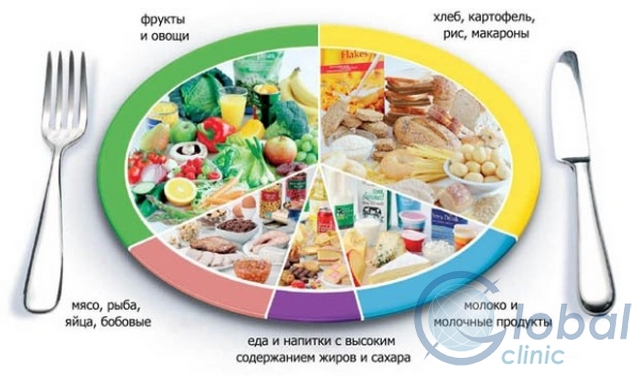 фрукты
и овощи
хлеб, картофель,
рис, макароны
Flakes
мясо, рыба,
яйца, бобовые
еда и напитки с высоким
содержанием жиров и сахара
молоко и
молочные продукты
Global
clinic